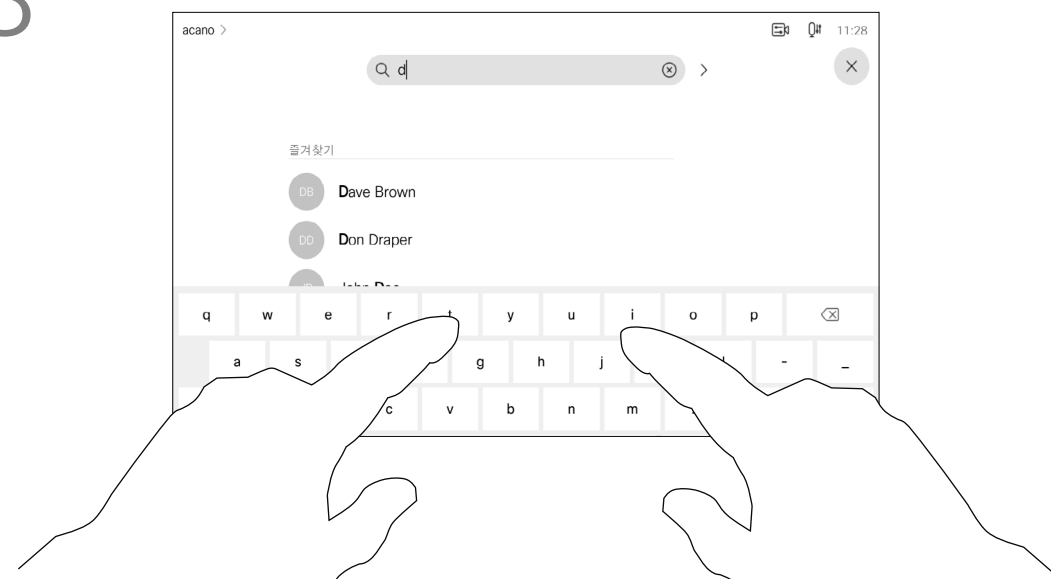 acano >
11:28
d
즐겨찾기
DB Dave Brown
DD Don Draper
q w e r t y u i o p
a s g h j - _
c v b n m